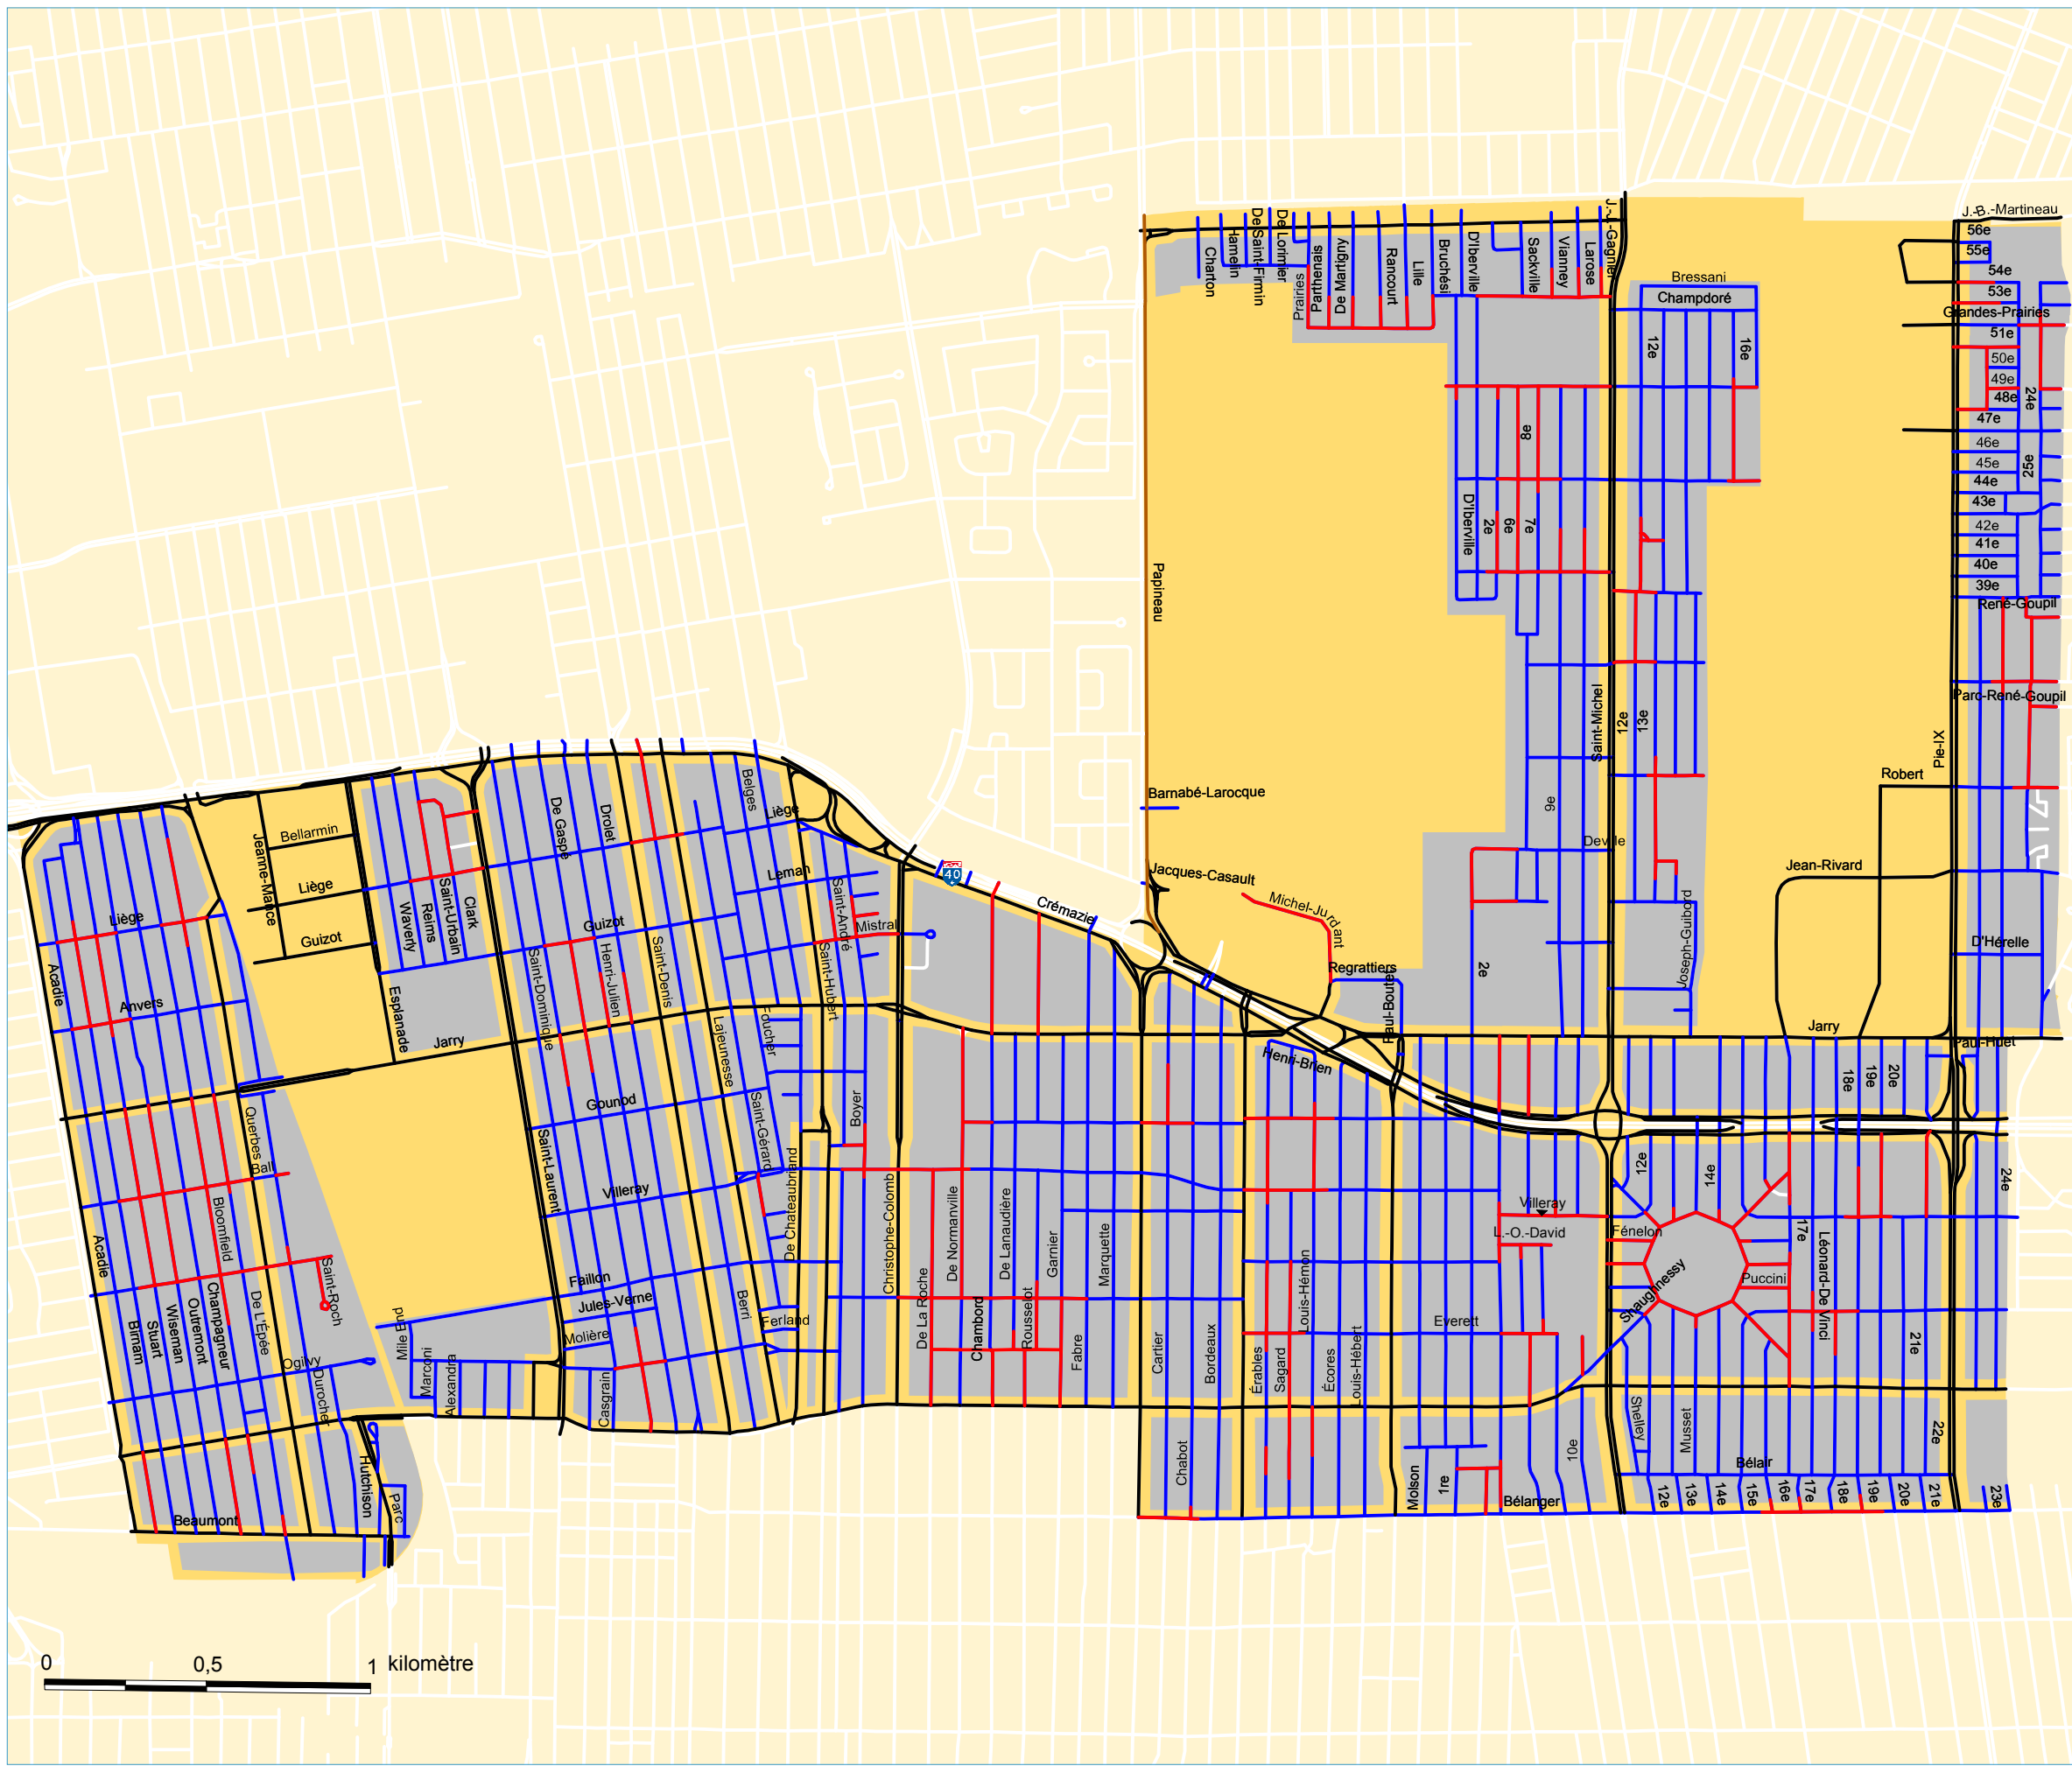 J.-B.-Martineau
56e
55e
54e
53e
Grandes-Prairies
51e
50e
49e
48e
24e
47e
46e
45e
25e
44e
43e
42e
41e
40e
39e
René-Goupil
Parc-René-Goupil
Charton
Hamelin
De Saint-Firmin
De Lorimier
Prairies
Parthenais
De Martigny
Rancourt
Lille
Bruchési
D'Iberville
Sackville
Vianney
Larose
J.-J.-Gagnier
Bressani
Champdoré
12e
16e
8e
D'Iberville
2e
6e
7e
Papineau
Saint-Michel
12e
13e
Pie-IX
Robert
9e
Deville
Jean-Rivard
Joseph-Guibord
D'Hérelle
Jarry
Paul-Huet
Barnabé-Larocque
Jacques-Casault
Michel-Jurdant
Regrattiers
Paul-Boutet
2e
40
Crémazie
Belges
Liège
Leman
Saint-André
Mistral
Saint-Hubert
De Gaspe
Drolet
Guizot
Henri-Julien
Saint-Denis
Saint-Dominique
Jeanne-Mance
Bellarmin
Liège
Guizot
Waverly
Reims
Saint-Urbain
Clark
Esplanade
Jarry
Liège
Acadie
Anvers
Lajeunesse
Foucher
Gounod
Saint-Gérard
Boyer
Saint-Laurent
Villeray
De Chateaubriand
Querbes
Ball
Bloomfield
Acadie
Birnam
Stuart
Wiseman
Outremont
Champagneur
De L'Épée
Saint-Roch
Ogilvy
Durocher
Hutchison
Parc
Beaumont
Mile End
Marconi
Alexandra
Faillon
Jules-Verne
Molière
Casgrain
Berri
Ferland
Christophe-Colomb
De La Roche
De Normanville
Chambord
De Lanaudière
Rousselot
Garnier
Fabre
Marquette
Cartier
Bordeaux
Chabot
Henri-Brien
Érables
Sagard
Louis-Hémon
Écores
Louis-Hébert
Everett
Villeray
L.-O.-David
Molson
1re
Bélanger
10e
Fénelon
Shaughnessy
Puccini
12e
14e
17e
Léonard-De Vinci
18e
19e
20e
24e
21e
22e
Shelley
Musset
Bélair
12e
13e
14e
15e
16e
17e
18e
19e
20e
21e
23e
0
0,5
1 kilomètre